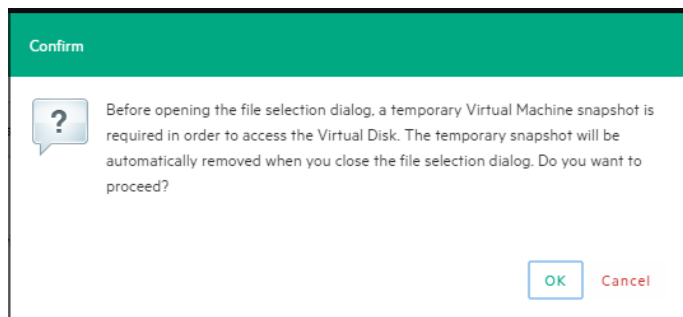 Confirm
?
Before opening the file selection dialog, a temporary Virtual Machine snapshot is
required in order to access the Virtual Disk. The temporary snapshot will be
automatically removed when you close the file selection dialog. Do you want to
proceed?
OK Cancel